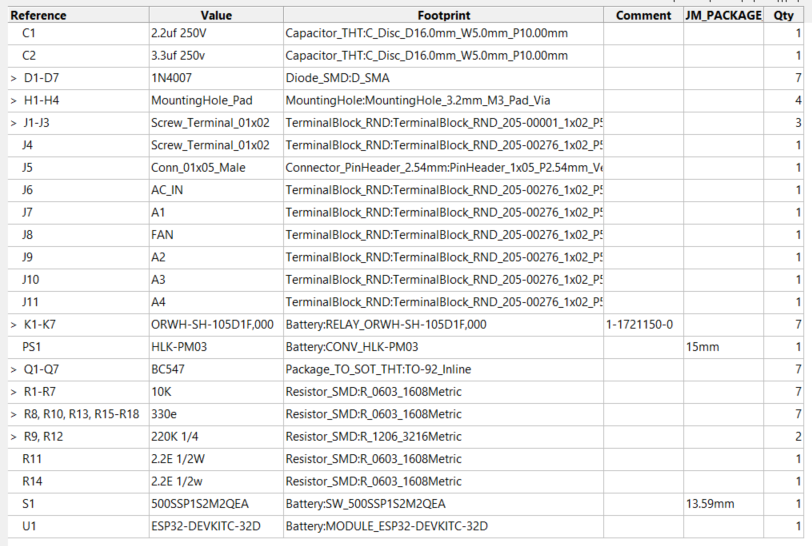 Reference Value Footprint Comment JM_PACKAGE Qty
C1 2.2uf 250V Capacitor_THT:C_Disc_D16.0mm_W5.0mm_P10.00mm 1
C2 3.3uf 250v Capacitor_THT:C_Disc_D16.0mm_W5.0mm_P10.00mm 1
> D1-D7 1N4007 Diode_SMD:D_SMA 7
> H1-H4 MountingHole_Pad MountingHole:MountingHole_3.2mm_M3_Pad_Via 4
> J1-J3 Screw_Terminal_01x02 TerminalBlock_RND:TerminalBlock_RND_205-00001_1x02_P5 3
J4 Screw_Terminal_01x02 TerminalBlock_RND:TerminalBlock_RND_205-00276_1x02_P5 1
J5 Conn_01x05_Male Connector_PinHeader_2.54mm:PinHeader_1x05_P2.54mm_Ve 1
J6 AC_IN TerminalBlock_RND:TerminalBlock_RND_205-00276_1x02_P5 1
J7 A1 TerminalBlock_RND:TerminalBlock_RND_205-00276_1x02_P5 1
J8 FAN TerminalBlock_RND:TerminalBlock_RND_205-00276_1x02_P5 1
J9 A2 TerminalBlock_RND:TerminalBlock_RND_205-00276_1x02_P5 1
J10 A3 TerminalBlock_RND:TerminalBlock_RND_205-00276_1x02_P5 1
J11 A4 TerminalBlock_RND:TerminalBlock_RND_205-00276_1x02_P5 1
> K1-K7 ORWH-SH-105D1F,000 Battery:RELAY_ORWH-SH-105D1F,000 1-1721150-0 7
PS1 HLK-PM03 Battery:CONV_HLK-PM03 15mm 1
> Q1-Q7 BC547 Package_TO_SOT_THT:TO-92_Inline 7
> R1-R7 10K Resistor_SMD:R_0603_1608Metric 7
> R8, R10, R13, R15-R18 330e Resistor_SMD:R_0603_1608Metric 7
> R9, R12 220K 1/4 Resistor_SMD:R_1206_3216Metric 2
R11 2.2E 1/2W Resistor_SMD:R_0603_1608Metric 1
R14 2.2E 1/2w Resistor_SMD:R_0603_1608Metric 1
S1 500SSP1S2M2QEA Battery:SW_500SSP1S2M2QEA 13.59mm 1
U1 ESP32-DEVKITC-32D Battery:MODULE_ESP32-DEVKITC-32D 1